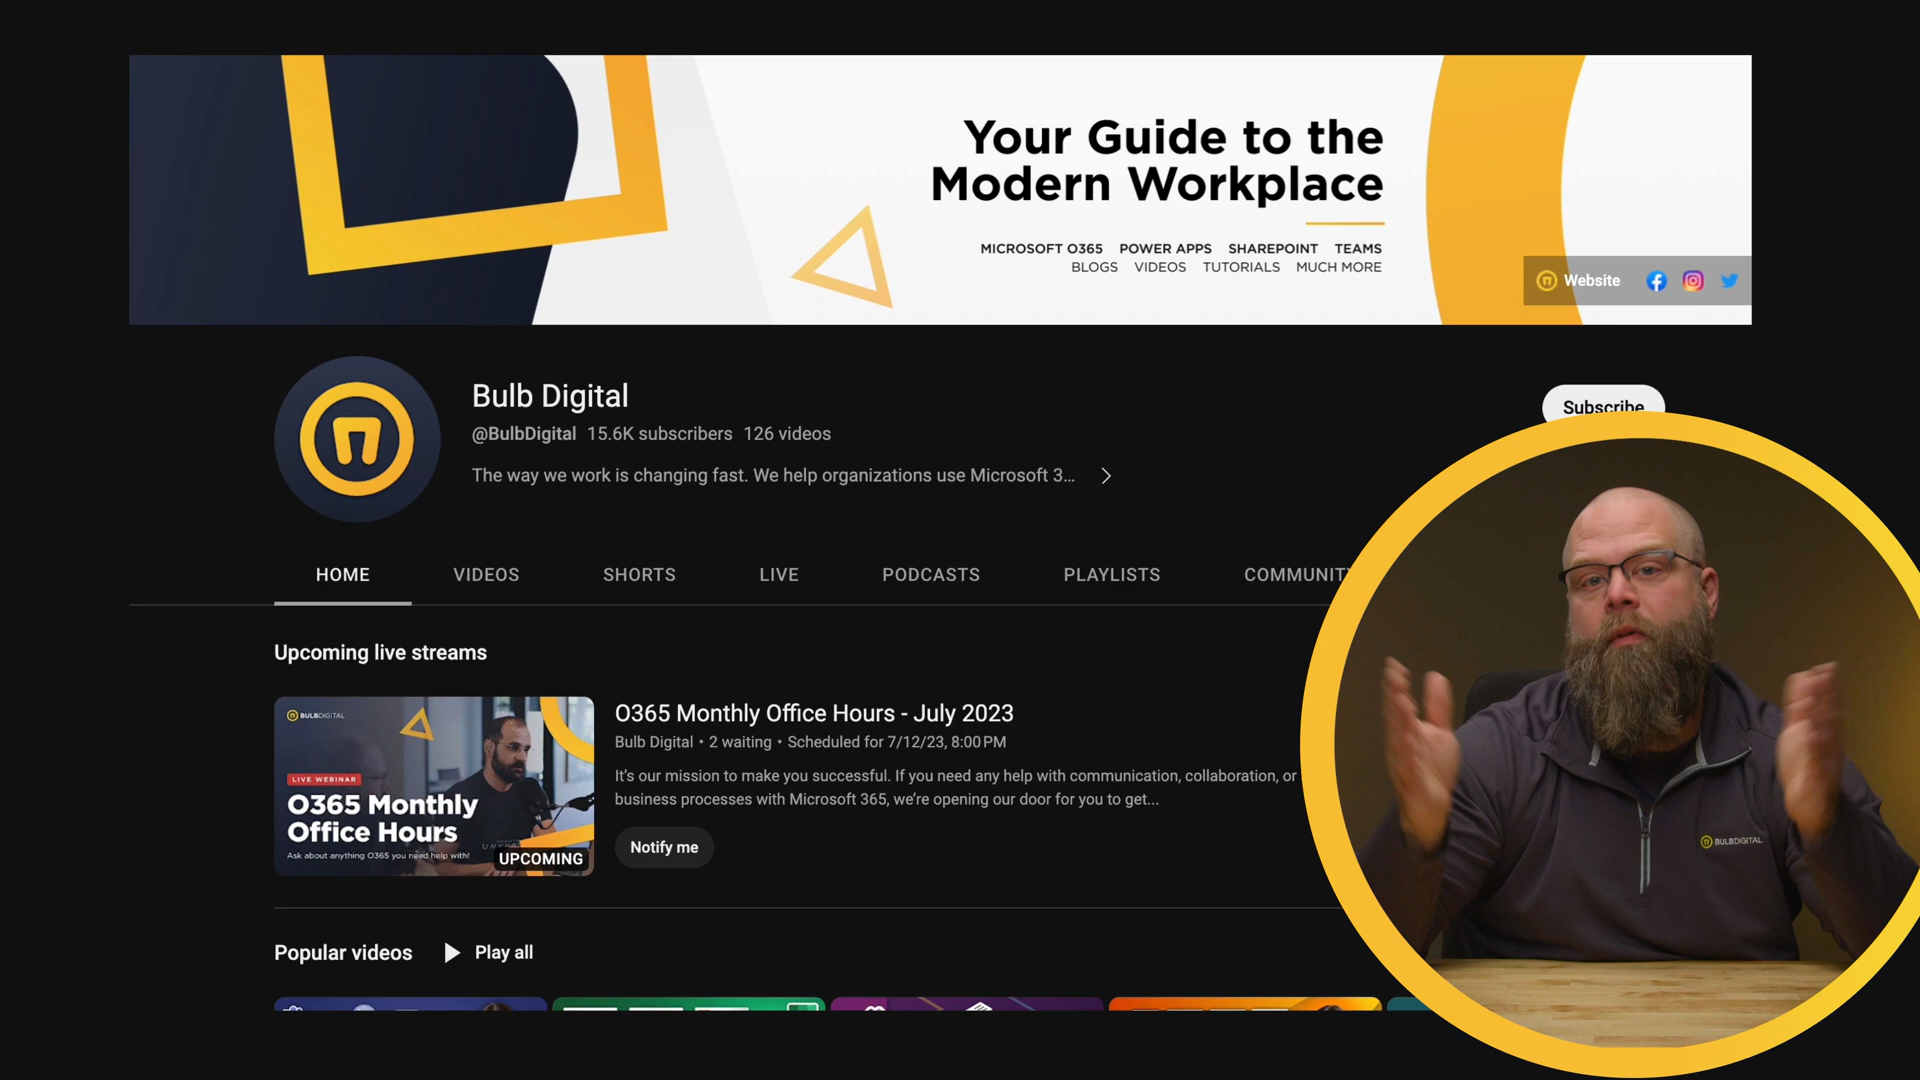 Your Guide to the
Modern Workplace
MICROSOFT O365 POWER APPS SHAREPOINT TEAMS
BLOGS VIDEOS TUTORIALS MUCH MORE
Website
Bulb Digital
@BulbDigital 15.6K subscribers 126 videos
The way we work is changing fast. We help organizations use Microsoft 3...
Subscribe
HOME VIDEOS SHORTS LIVE PODCASTS PLAYLISTS COMMUNITY
Upcoming live streams
BULBDIGITAL
LIVE WEBINAR
O365 Monthly
Office Hours
Ask about anything O365 you need help with!
UPCOMING
O365 Monthly Office Hours - July 2023
Bulb Digital • 2 waiting • Scheduled for 7/12/23, 8:00 PM
It's our mission to make you successful. If you need any help with communication, collaboration, or
business processes with Microsoft 365, we're opening our door for you to get...
Notify me
BULBDIGITAL
Popular videos Play all